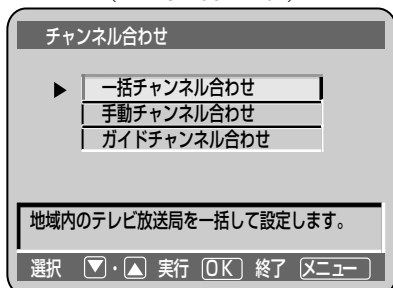 チャンネル合わせ
▶ 一括チャンネル合わせ
手動チャンネル合わせ
ガイドチャンネル合わせ
地域内のテレビ放送局を一括して設定します。
選択 ▼・▲ 実行 OK 終了 メニュー